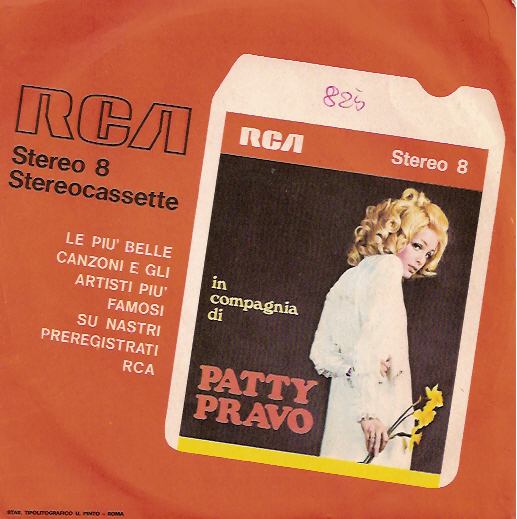 825
RCA
Stereo 8
RCA
Stereo 8
Stereocassette
LE PIU' BELLE
CANZONI E GLI
ARTISTI PIU'
FAMOSI
SU NASTRI
PREREGISTRATI
RCA
in
compagnia
di
PATTY
PRAVO
STAB. TIPOLITOGRAFICO U. PINTO - ROMA